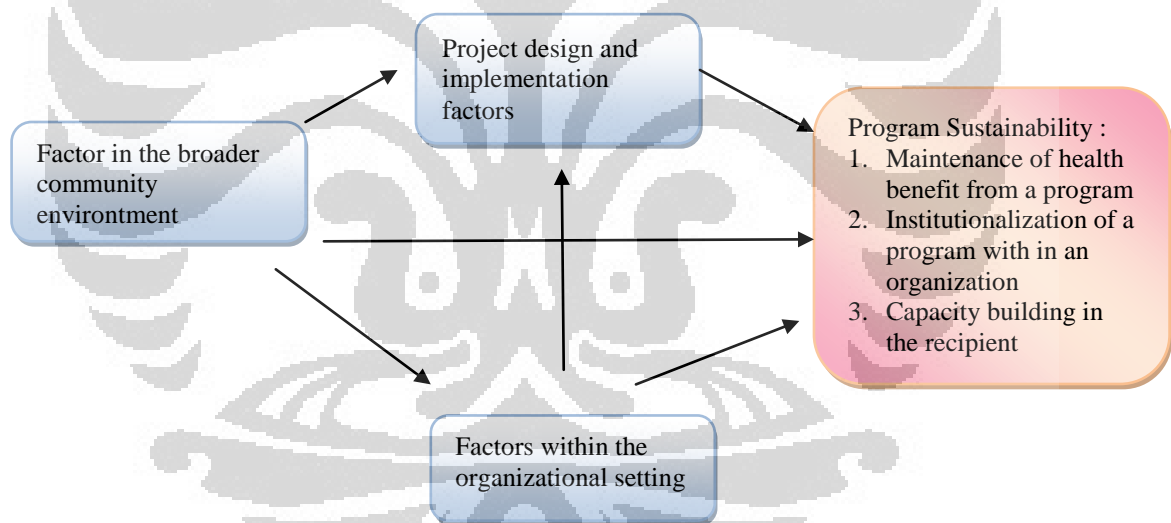 Project design and
implementation
factors
Factor in the broader
community
environtment
Program Sustainability :
1. Maintenance of health
benefit from a program
2. Institutionalization of a
program with in an
organization
3. Capacity building in
the recipient
Factors within the
organizational setting